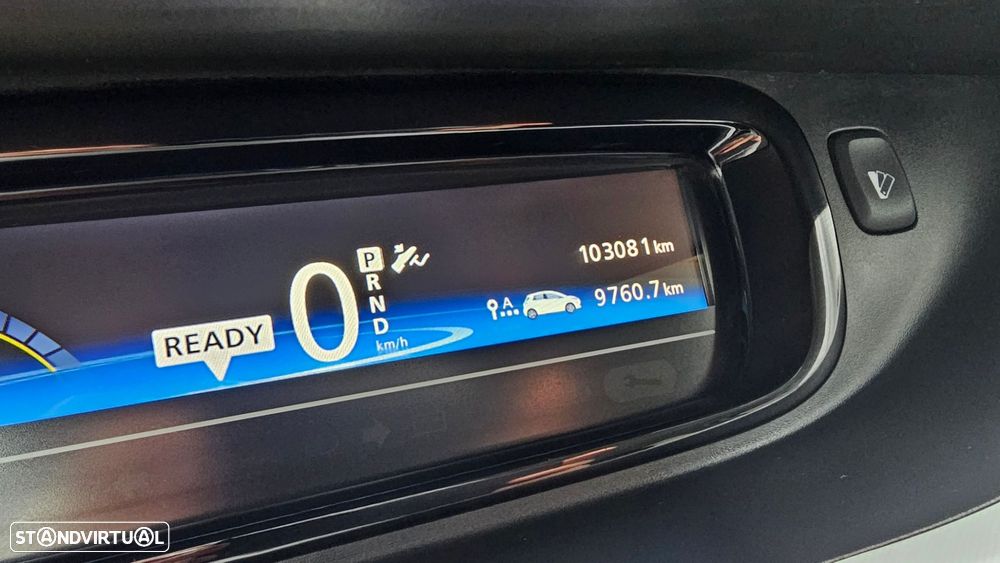 103081 km
P
R
N
D
0
km/h
READY
A
9760.7 km
STANDVIRTUAL